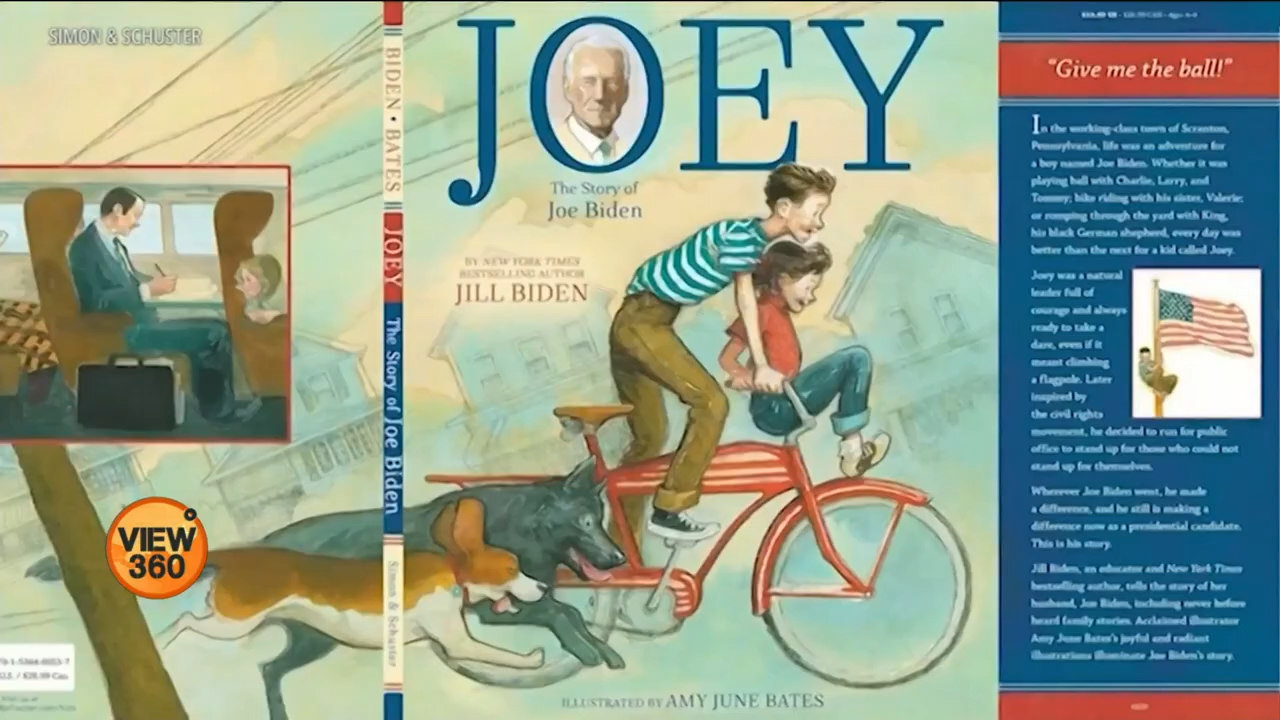 SIMON & SCHUSTER
BIDEN • BATES
JOEY
The Story of Joe Biden
Simon & Schuster
JOEY
The Story of
Joe Biden
BY NEW YORK TIMES
BESTSELLING AUTHOR
JILL BIDEN
ILLUSTRATED BY AMY JUNE BATES
VIEW
360
"Give me the ball!"
In the working-class town of Scranton,
Pennsylvania, life was an adventure for
a boy named Joe Biden. Whether it was
playing ball with Charlie, Larry, and
Tommy; bike riding with his sister, Valerie;
or romping through the yard with King,
his black German shepherd, every day was
better than the next for a kid called Joey.
Joey was a natural
leader full of
courage and always
ready to take a
dare, even if it
meant climbing
a flagpole. Later
inspired by
the civil rights
movement, he decided to run for public
office to stand up for those who could not
stand up for themselves.
Wherever Joe Biden went, he made
a difference, and he still is making a
difference now as a presidential candidate.
This is his story.
Jill Biden, an educator and New York Times
bestselling author, tells the story of her
husband, Joe Biden, including never before
heard family stories. Acclaimed illustrator
Amy June Bates's joyful and radiant
illustrations illuminate Joe Biden's story.